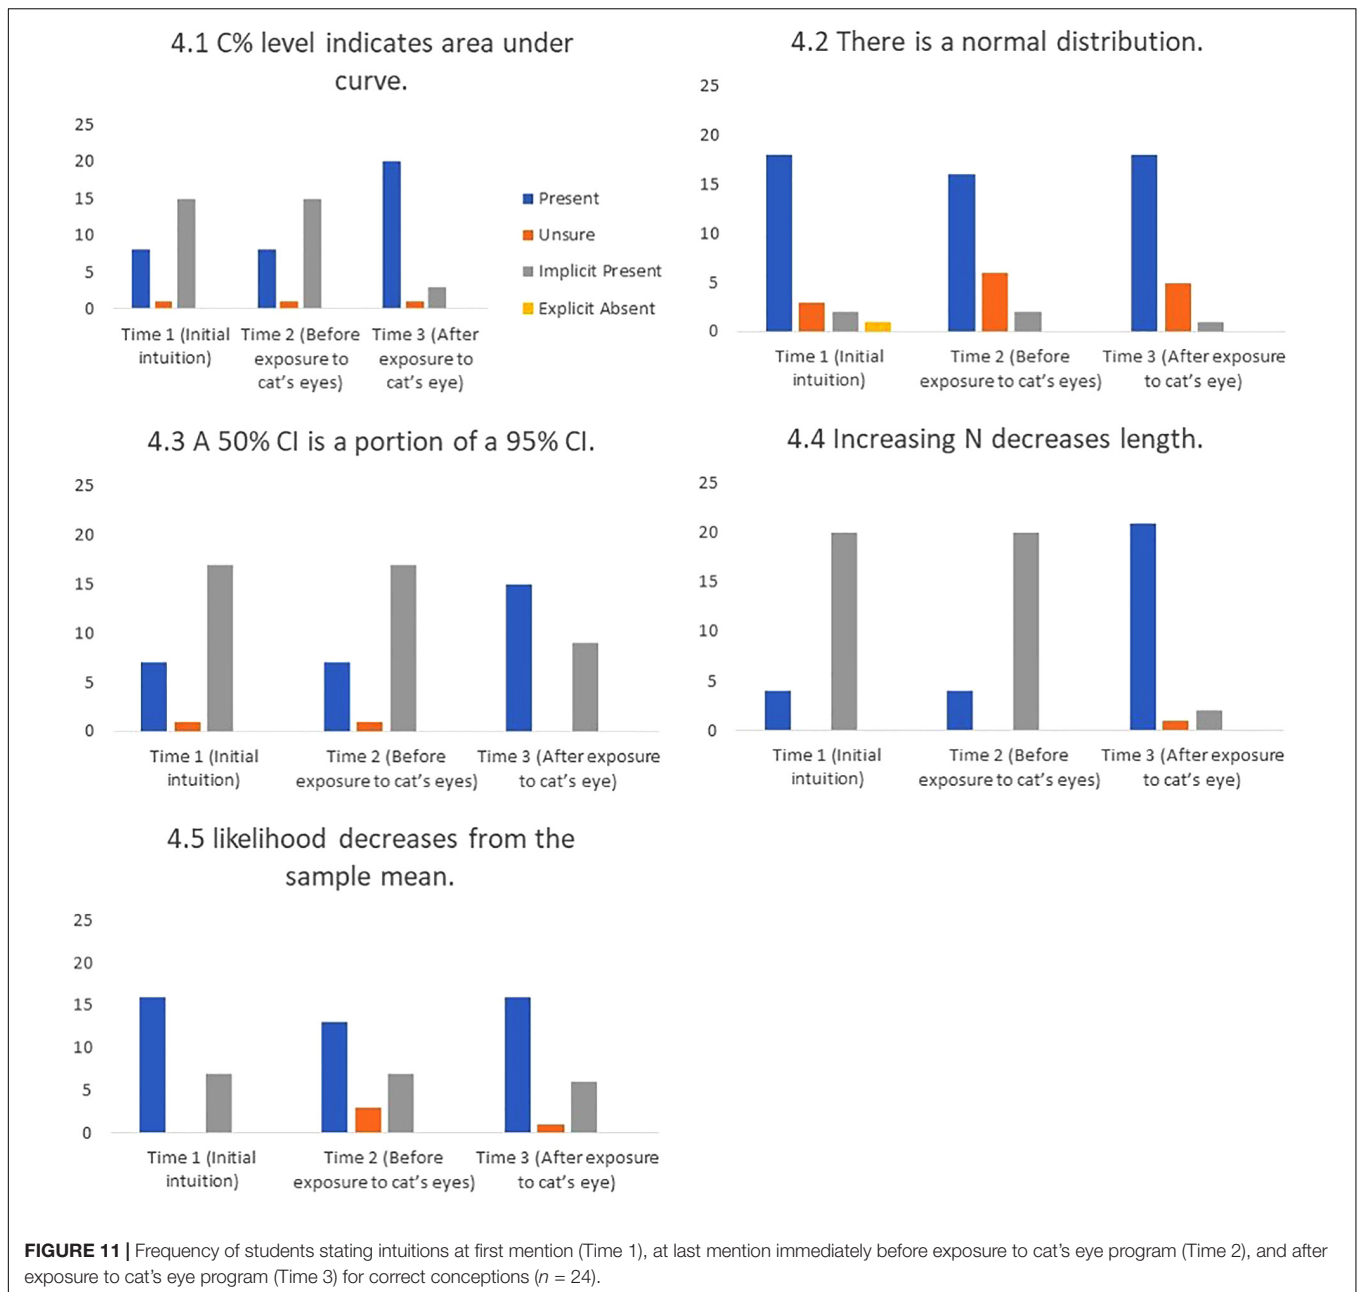 4.1 C% level indicates area under
curve.
25
20
15
10
5
0
Time 1 (Initial
intuition)
Time 2 (Before
exposure to
cat's eyes)
Time 3 (After
exposure to
cat's eye)
Present
Unsure
Implicit Present
Explicit Absent
4.2 There is a normal distribution.
25
20
15
10
5
0
Time 1 (Initial
intuition)
Time 2 (Before
exposure to cat's eyes)
Time 3 (After exposure
to cat's eye)
4.3 A 50% CI is a portion of a 95% CI.
25
20
15
10
5
0
Time 1 (Initial
intuition)
Time 2 (Before
exposure to cat's eyes)
Time 3 (After exposure
to cat's eye)
4.4 Increasing N decreases length.
25
20
15
10
5
0
Time 1 (Initial
intuition)
Time 2 (Before
exposure to cat's eyes)
Time 3 (After exposure
to cat's eye)
4.5 likelihood decreases from the
sample mean.
25
20
15
10
5
0
Time 1 (Initial
intuition)
Time 2 (Before
exposure to cat's eyes)
Time 3 (After exposure
to cat's eye)
FIGURE 11 | Frequency of students stating intuitions at first mention (Time 1), at last mention immediately before exposure to cat's eye program (Time 2), and after
exposure to cat's eye program (Time 3) for correct conceptions (n = 24).